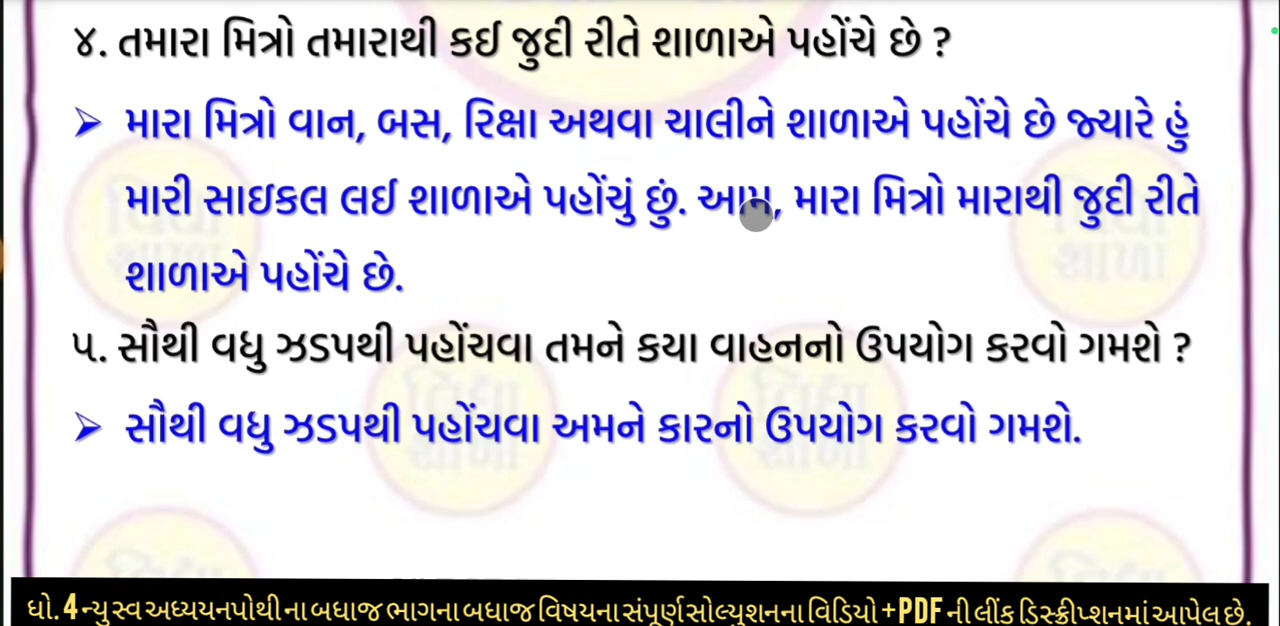 ૪. તમારા મિત્રો તમારાથી કઈ જુદી રીતે શાળાએ પહોંચે છે ?
➢ મારા મિત્રો વાન, બસ, રિક્ષા અથવા ચાલીને શાળાએ પહોંચે છે જ્યારે હું
મારી સાઇકલ લઈ શાળાએ પહોંચું છું. આમ, મારા મિત્રો મારાથી જુદી રીતે
શાળાએ પહોંચે છે.
૫. સૌથી વધુ ઝડપથી પહોંચવા તમને કયા વાહનનો ઉપયોગ કરવો ગમશે ?
➢ સૌથી વધુ ઝડપથી પહોંચવા અમને કારનો ઉપયોગ કરવો ગમશે.
ધો. 4 ન્યુ સ્વ અધ્યયનપોથી ના બધાજ ભાગના બધાજ વિષયના સંપૂર્ણ સોલ્યુશનના વિડિયો + PDF ની લીંક ડિસ્ક્રીપ્શનમાં આપેલ છે.